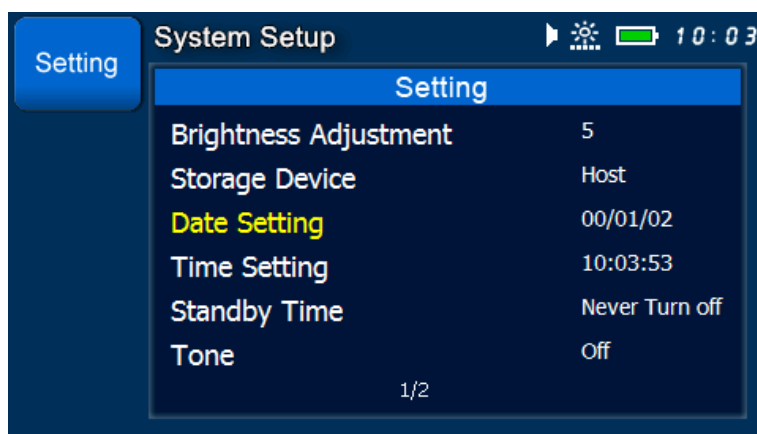 Setting
System Setup 10:03
Setting
Brightness Adjustment 5
Storage Device Host
Date Setting 00/01/02
Time Setting 10:03:53
Standby Time Never Turn off
Tone Off
1/2